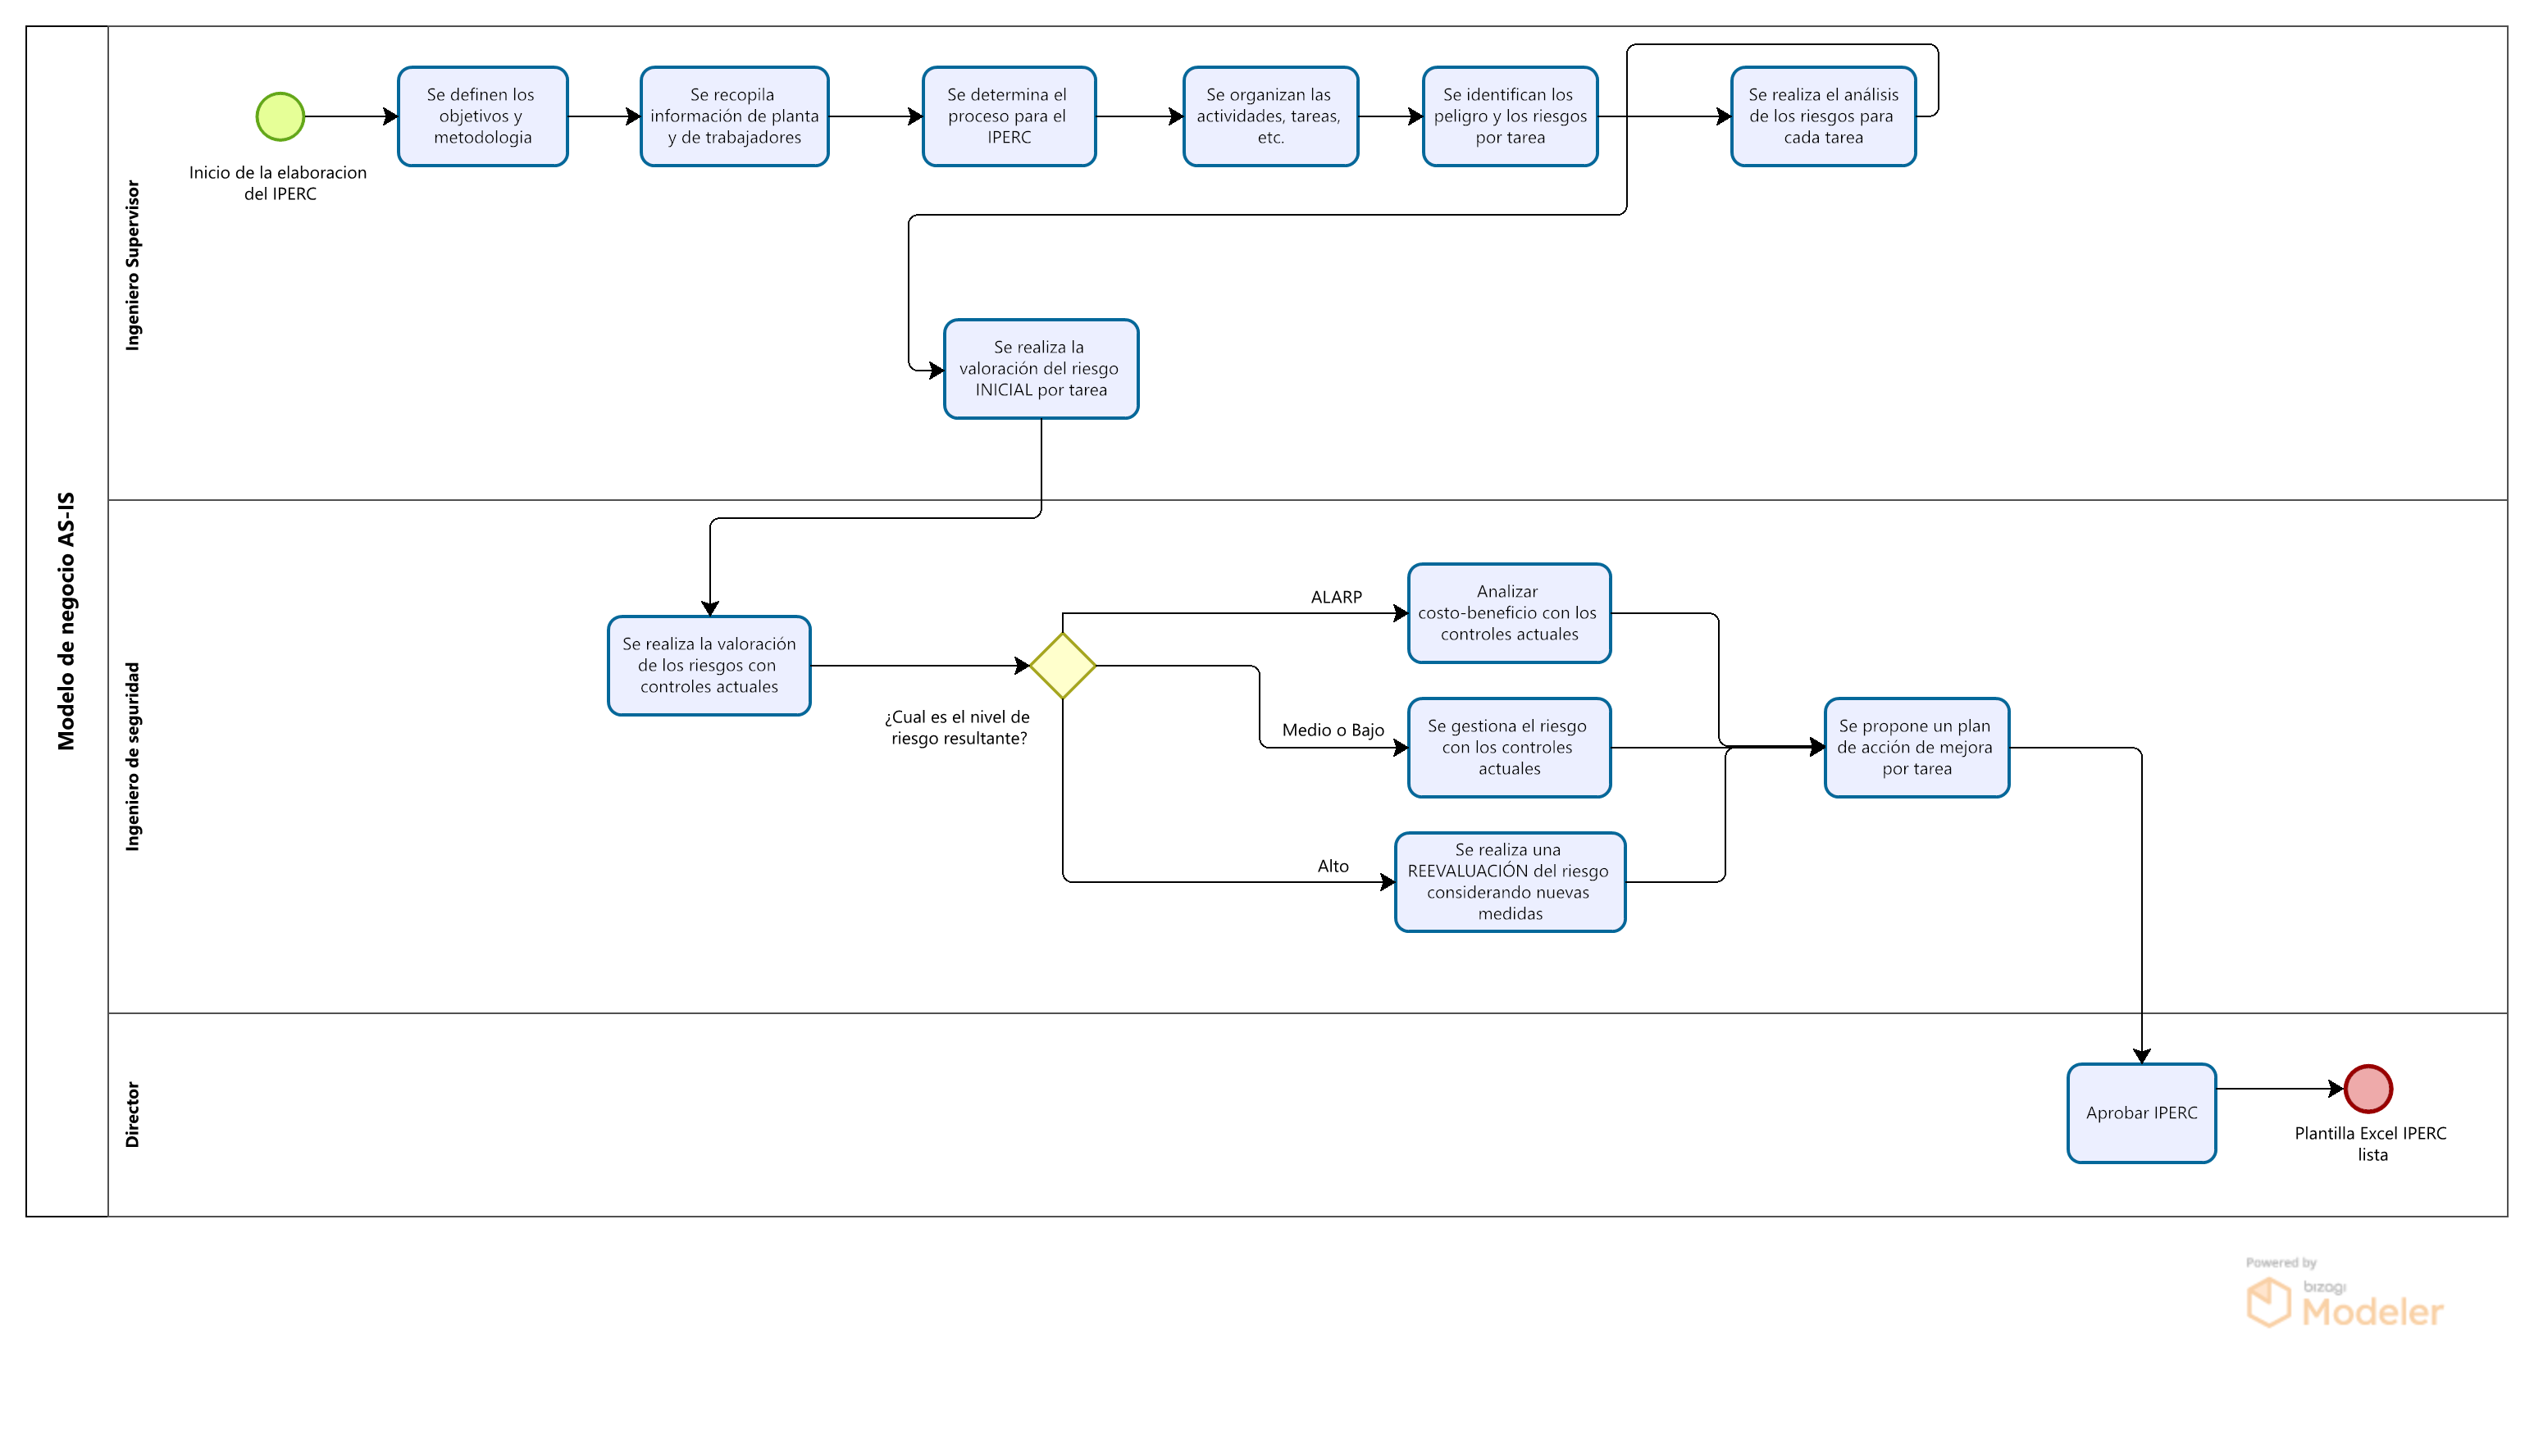 Modelo de negocio AS-IS
Ingeniero Supervisor
Inicio de la elaboracion
del IPERC
Se definen los
objetivos y
metodologia
Se recopila
información de planta
y de trabajadores
Se determina el
proceso para el
IPERC
Se organizan las
actividades, tareas,
etc.
Se identifican los
peligro y los riesgos
por tarea
Se realiza el análisis
de los riesgos para
cada tarea
Se realiza la
valoración del riesgo
INICIAL por tarea
Ingeniero de seguridad
Se realiza la valoración
de los riesgos con
controles actuales
¿Cual es el nivel de
riesgo resultante?
ALARP
Analizar
costo-beneficio con los
controles actuales
Medio o Bajo
Se gestiona el riesgo
con los controles
actuales
Alto
Se realiza una
REEVALUACIÓN del riesgo
considerando nuevas
medidas
Se propone un plan
de acción de mejora
por tarea
Director
Aprobar IPERC
Plantilla Excel IPERC
lista
Powered by
bizagi
Modeler